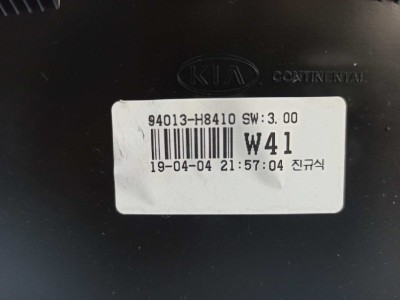 KIA CONTINENTAL
94013-H8410 SW:3.00
W41
19-04-04 21:57:04 진규식